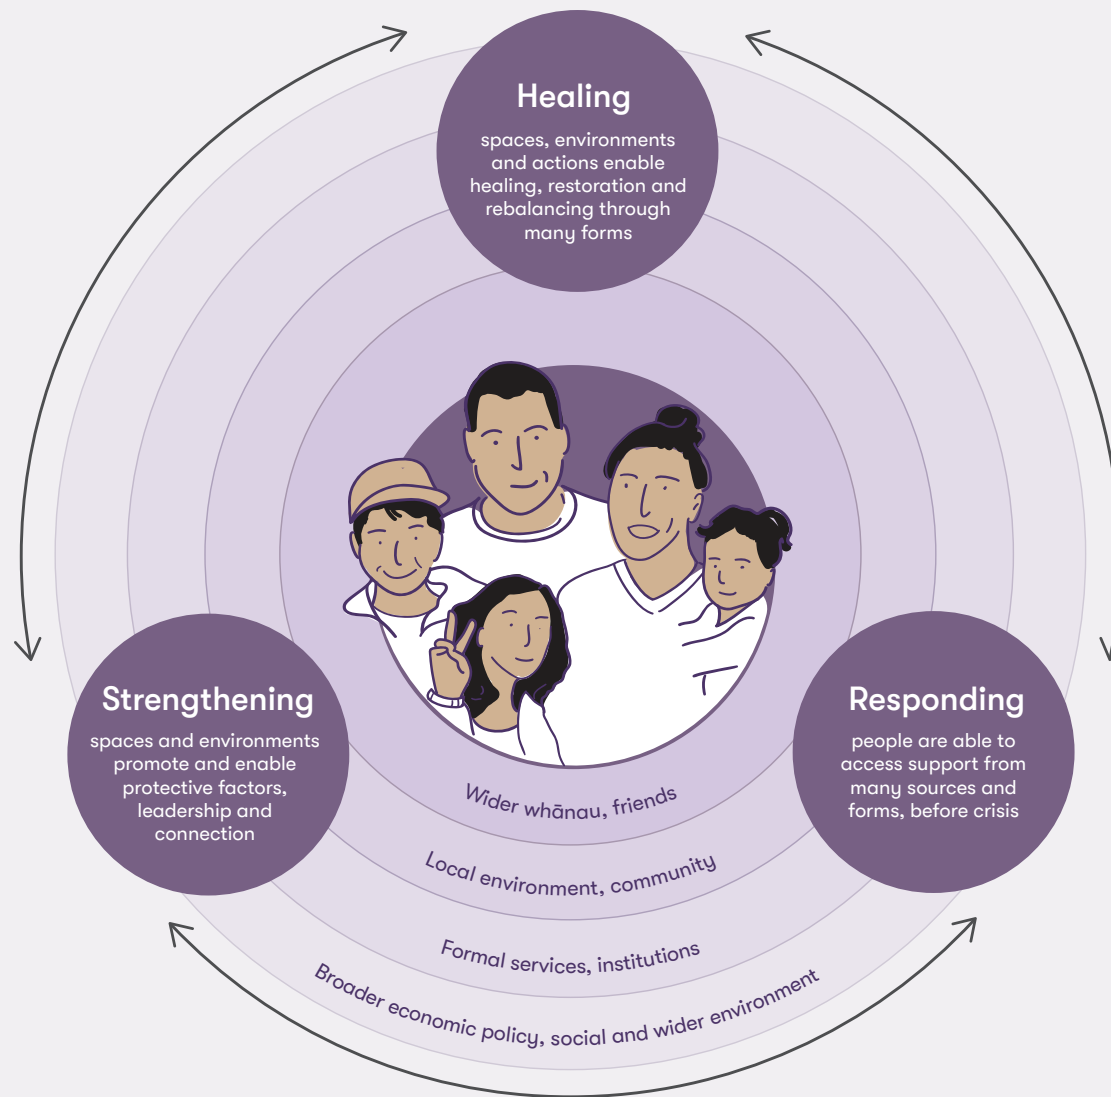 Healing
spaces, environments
and actions enable
healing, restoration and
rebalancing through
many forms
Strengthening
spaces and environments
promote and enable
protective factors,
leadership and
connection
Responding
people are able to
access support from
many sources and
forms, before crisis
Wider whānau, friends
Local environment, community
Formal services, institutions
Broader economic policy, social and wider environment